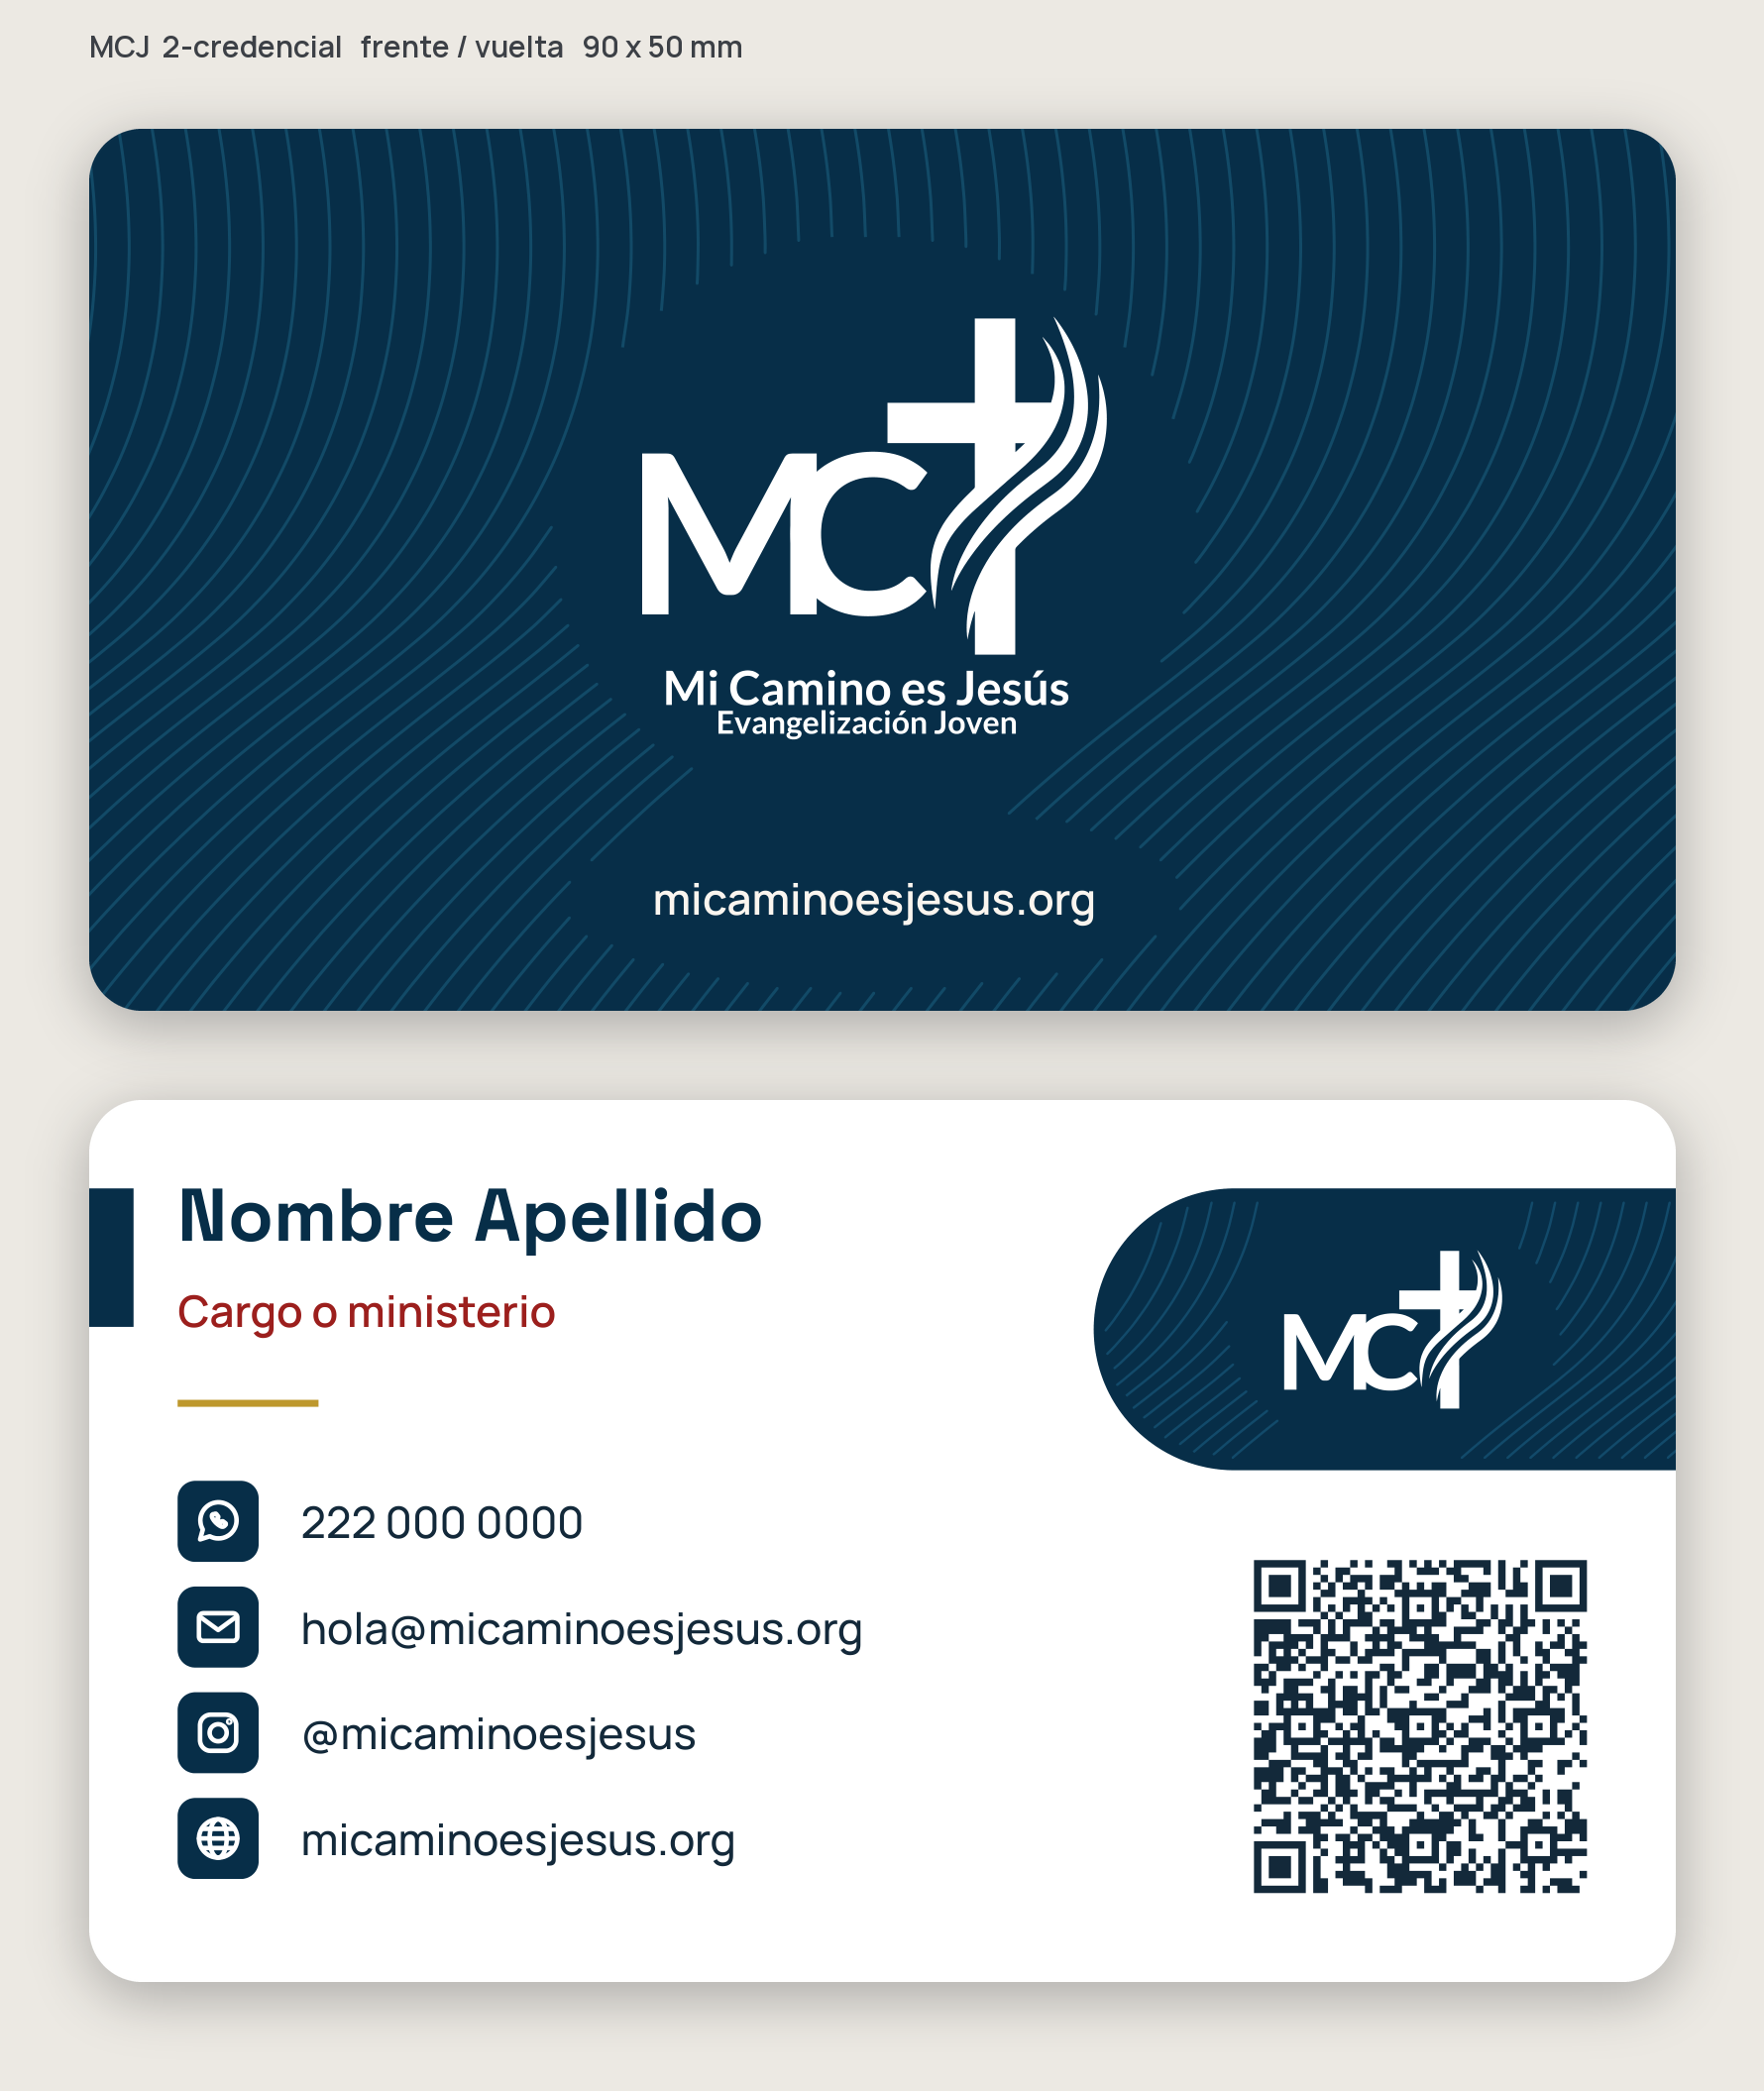 MCJ 2-credencial frente / vuelta 90 x 50 mm
MC
Mi Camino es Jesús
Evangelización Joven
micaminoesjesus.org
Nombre Apellido
Cargo o ministerio
MC
222 000 0000
hola@micaminoesjesus.org
@micaminoesjesus
micaminoesjesus.org